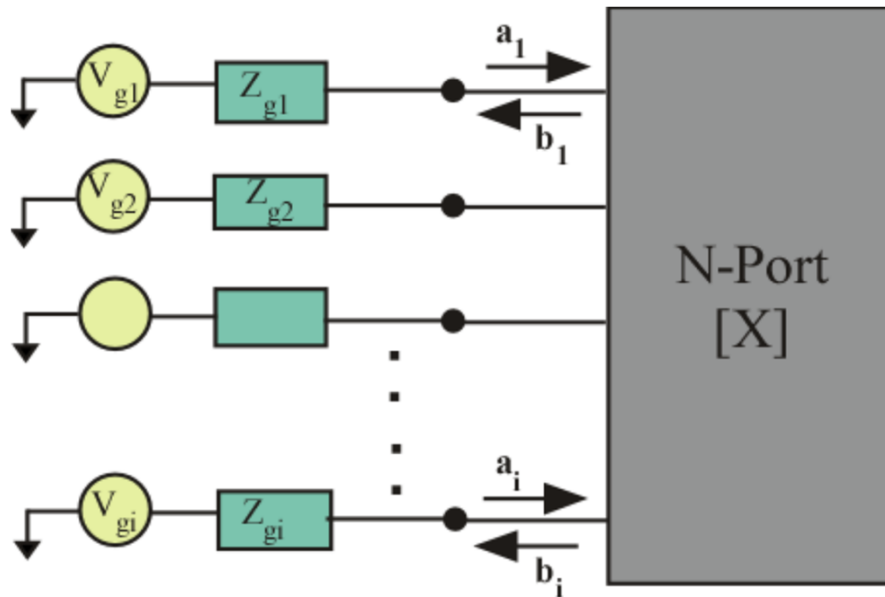 a1
Vg1
Zg1
b1
Vg2
Zg2
N-Port
[X]
ai
Vgi
Zgi
bi